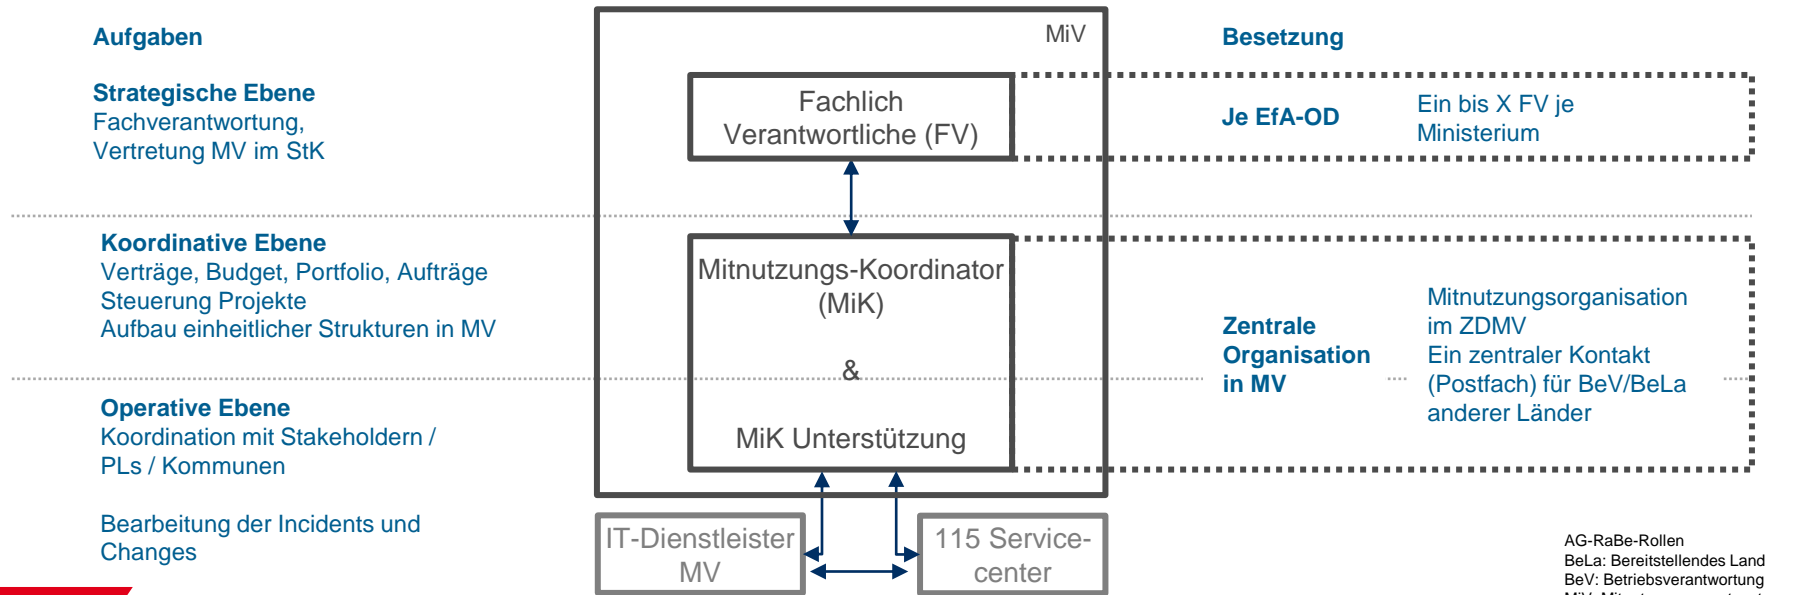 Aufgaben
Strategische Ebene
Fachverantwortung,
Vertretung MV im StK
Koordinative Ebene
Verträge, Budget, Portfolio, Aufträge
Steuerung Projekte
Aufbau einheitlicher Strukturen in MV
Operative Ebene
Koordination mit Stakeholdern /
PLs / Kommunen
Bearbeitung der Incidents und
Changes
MiV
Fachlich
Verantwortliche (FV)
Mitnutzungs-Koordinator
(MiK)
&
MiK Unterstützung
IT-Dienstleister
MV
115 Service-
center
Besetzung
Je EfA-OD
Ein bis X FV je
Ministerium
Zentrale
Organisation
in MV
Mitnutzungsorganisation
im ZDMV
Ein zentraler Kontakt
(Postfach) für BeV/BeLa
anderer Länder
AG-RaBe-Rollen
BeLa: Bereitstellendes Land
BeV: Betriebsverantwortung